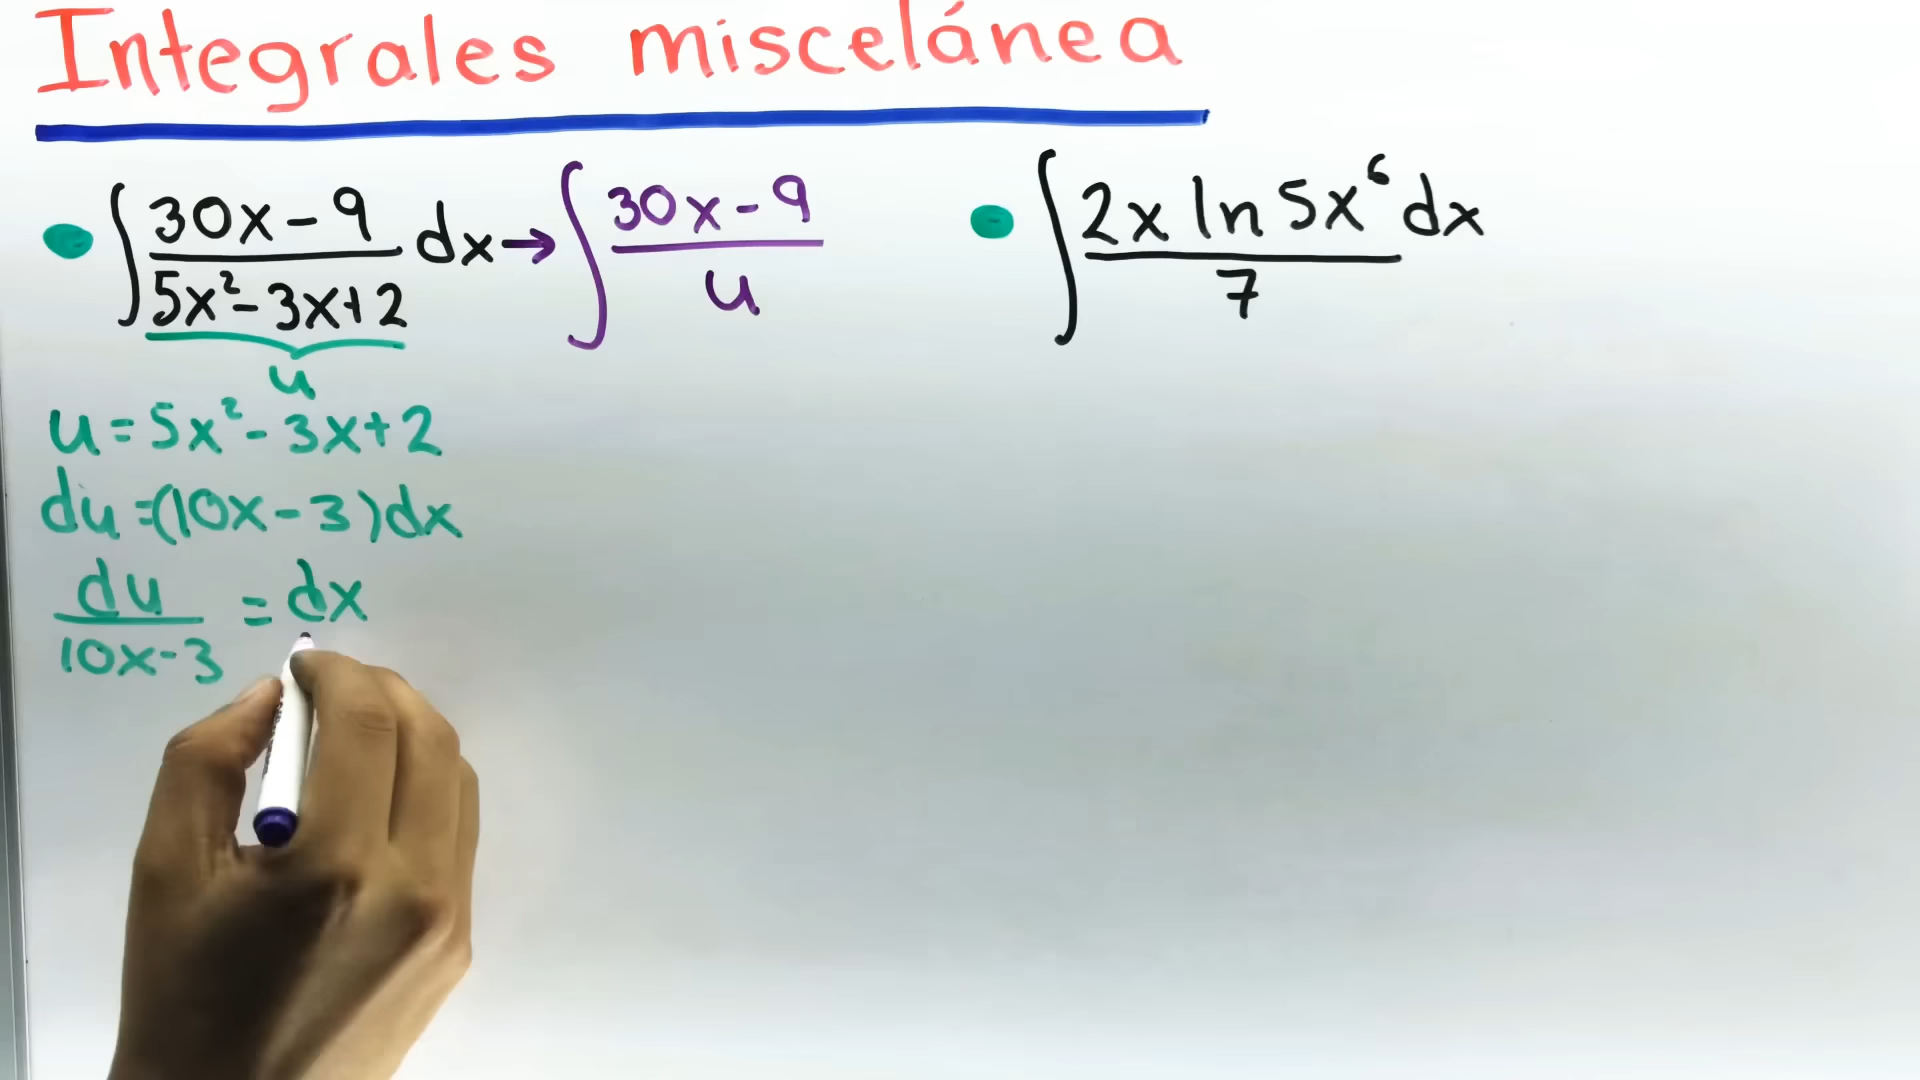 Integrales miscelánea
∫ 30x-9 / 5x²-3x+2 dx → ∫ 30x-9 / u
u
u=5x²-3x+2
du=(10x-3)dx
du / 10x-3 = dx
∫ 2x ln 5x⁶ / 7 dx